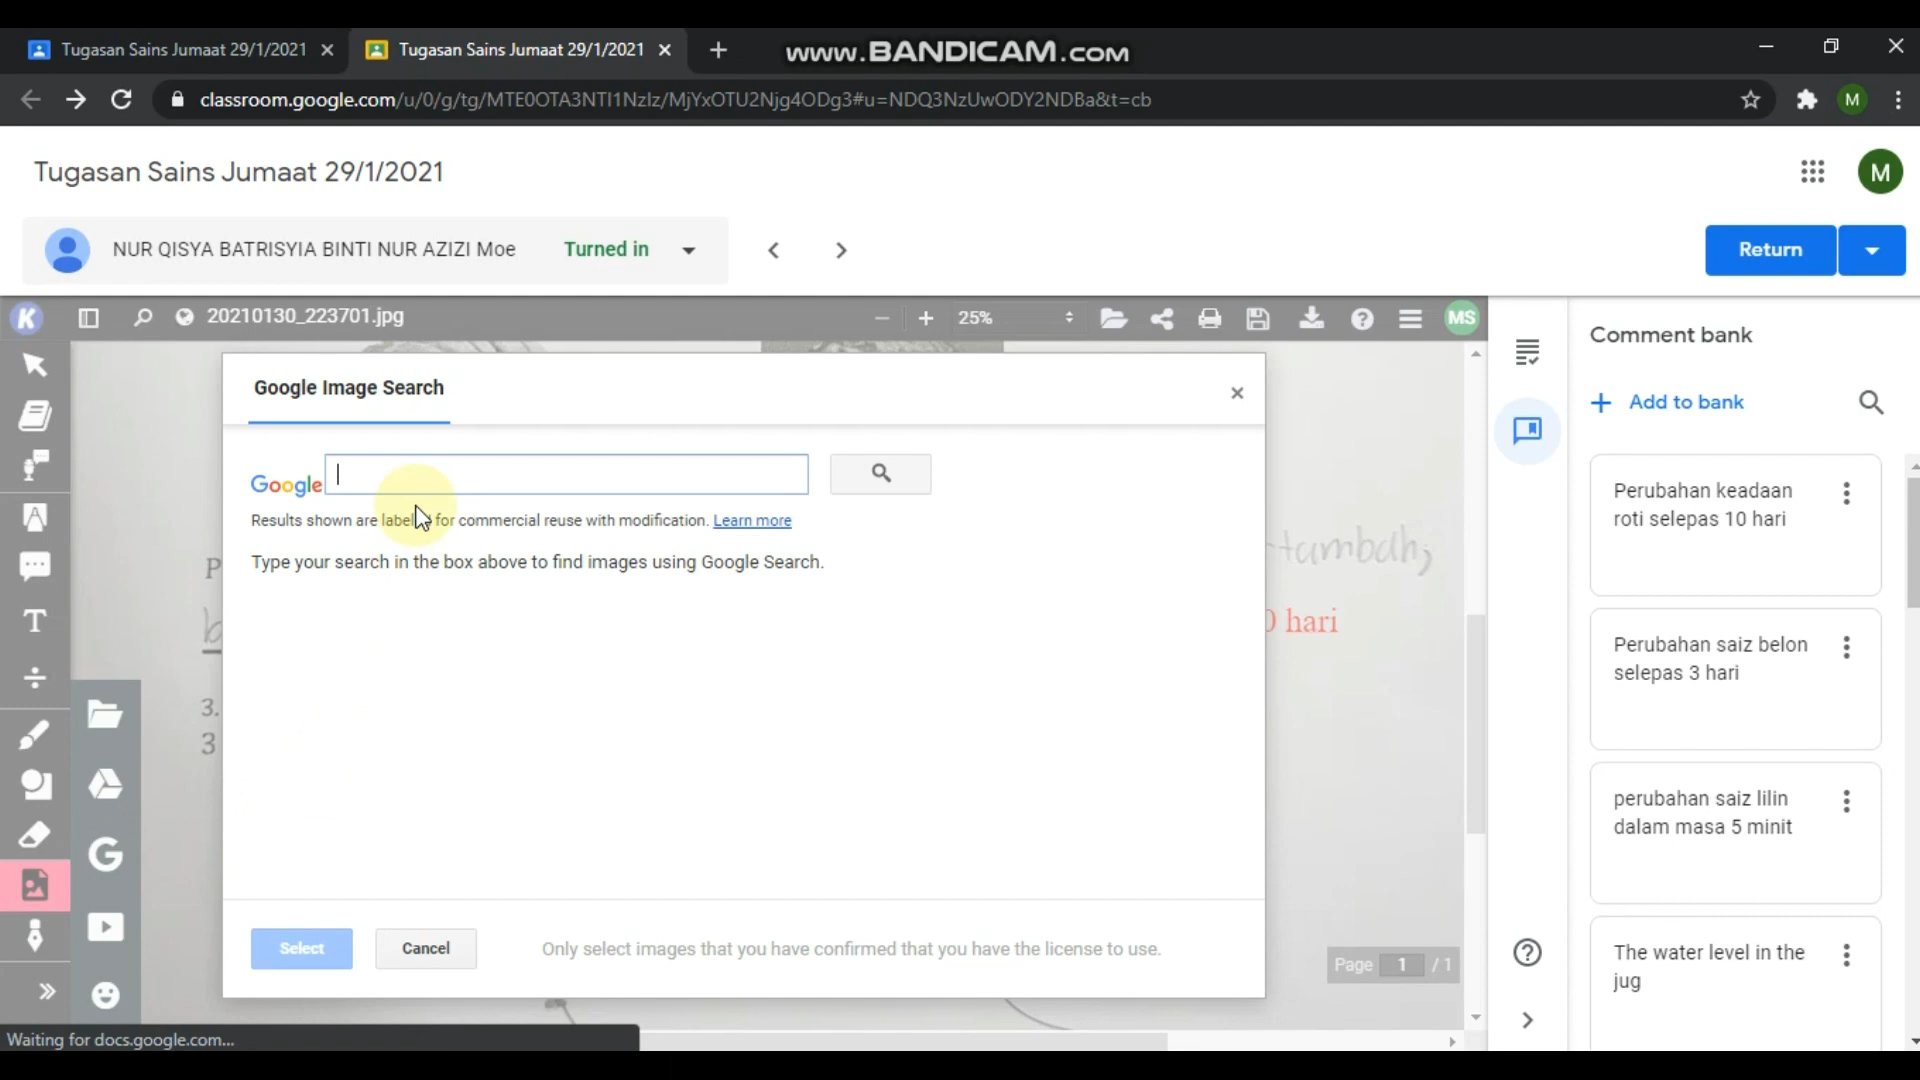 Tugasan Sains Jumaat 29/1/2021
Tugasan Sains Jumaat 29/1/2021
www.BANDICAM.com
classroom.google.com/u/0/g/tg/MTE0OTA3NTI1NzIz/MjYxOTU2Njg4ODg3#u=NDQ3NzUwODY2NDBa&t=cb
M
Tugasan Sains Jumaat 29/1/2021
M
NUR QISYA BATRISYIA BINTI NUR AZIZI Moe
Turned in
Return
K
20210130_223701.jpg
25%
MS
Comment bank
Google Image Search
Add to bank
Google
Results shown are labeled for commercial reuse with modification. Learn more
Type your search in the box above to find images using Google Search.
tambah;
0 hari
3.
3
Perubahan keadaan
roti selepas 10 hari
Perubahan saiz belon
selepas 3 hari
perubahan saiz lilin
dalam masa 5 minit
The water level in the
jug
Select
Cancel
Only select images that you have confirmed that you have the license to use.
Page 1 / 1
Waiting for docs.google.com...